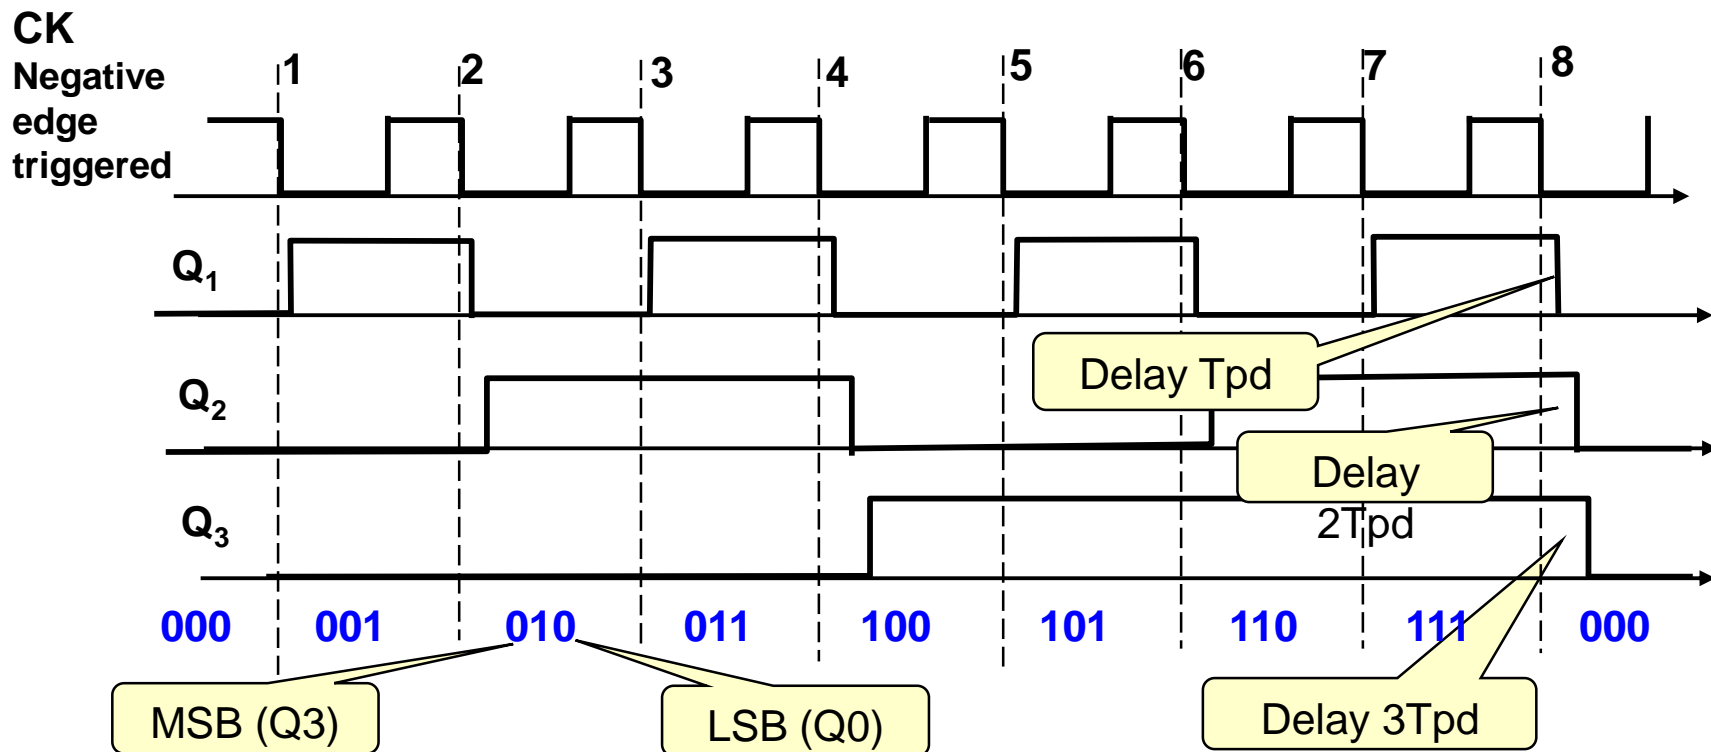 CK
Negative
edge
triggered
1 2 3 4 5 6 7 8
Q1
Delay Tpd
Q2
Delay
2Tpd
Q3
000 001 010 011 100 101 110 111 000
MSB (Q3) LSB (Q0) Delay 3Tpd